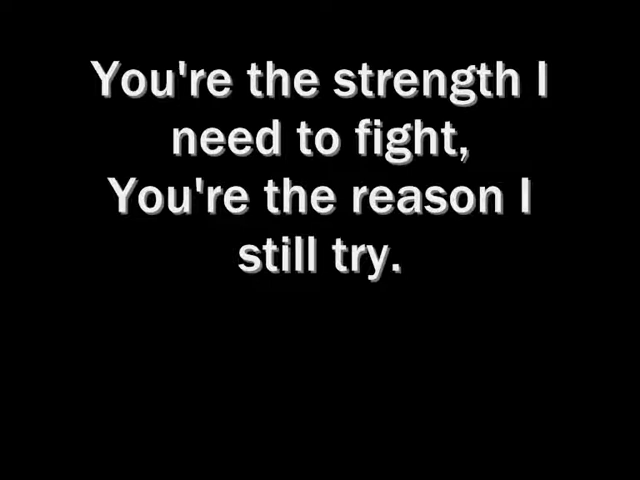 You're the strength I
need to fight,
You're the reason I
still try.